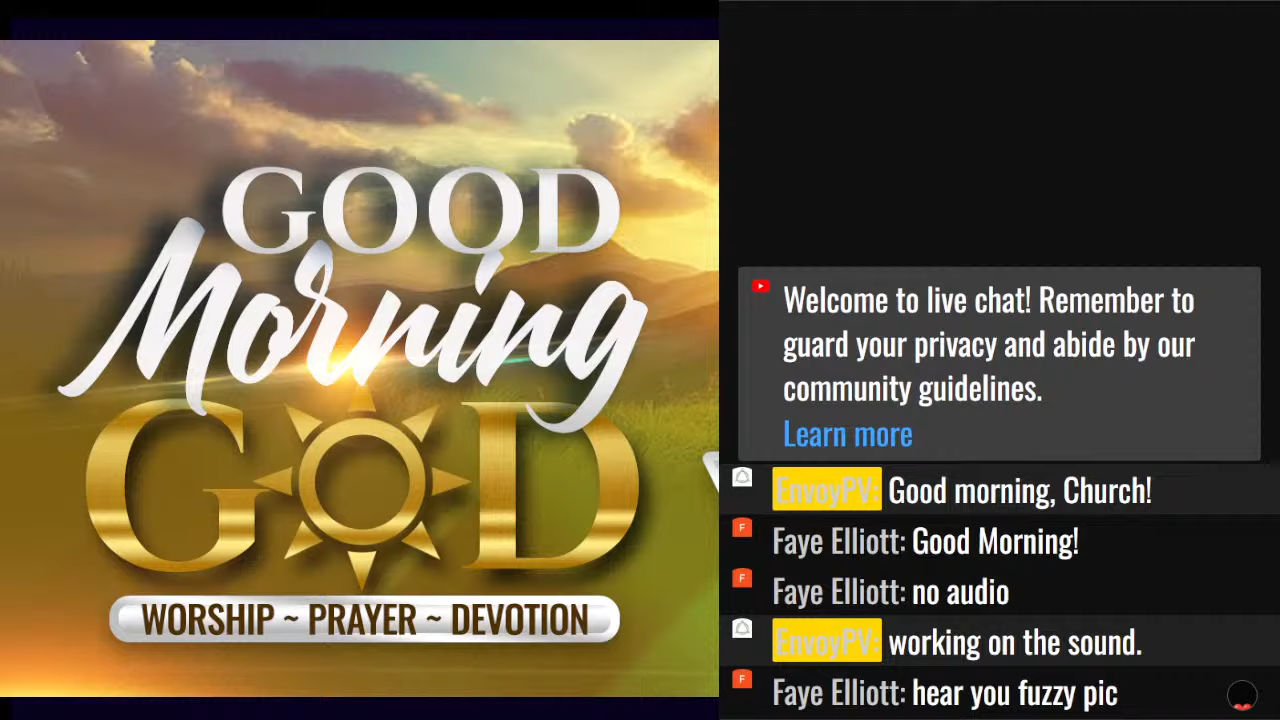 GOOD
Morning
GOD
WORSHIP ~ PRAYER ~ DEVOTION
Welcome to live chat! Remember to
guard your privacy and abide by our
community guidelines.
Learn more
EnvoyPV: Good morning, Church!
F Faye Elliott: Good Morning!
F Faye Elliott: no audio
EnvoyPV: working on the sound.
F Faye Elliott: hear you fuzzy pic